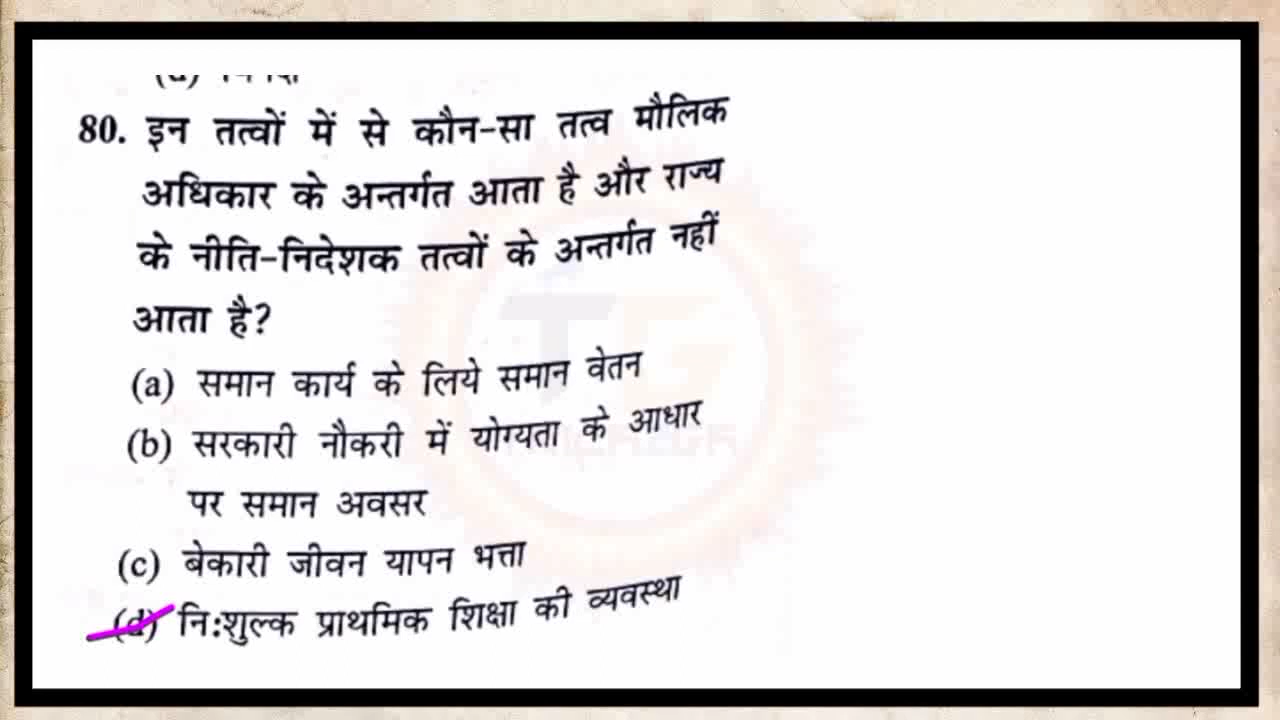 80. इन तत्वों में से कौन-सा तत्व मौलिक
अधिकार के अन्तर्गत आता है और राज्य
के नीति-निदेशक तत्वों के अन्तर्गत नहीं
आता है?
(a) समान कार्य के लिये समान वेतन
(b) सरकारी नौकरी में योग्यता के आधार
पर समान अवसर
(c) बेकारी जीवन यापन भत्ता
(d) नि:शुल्क प्राथमिक शिक्षा की व्यवस्था